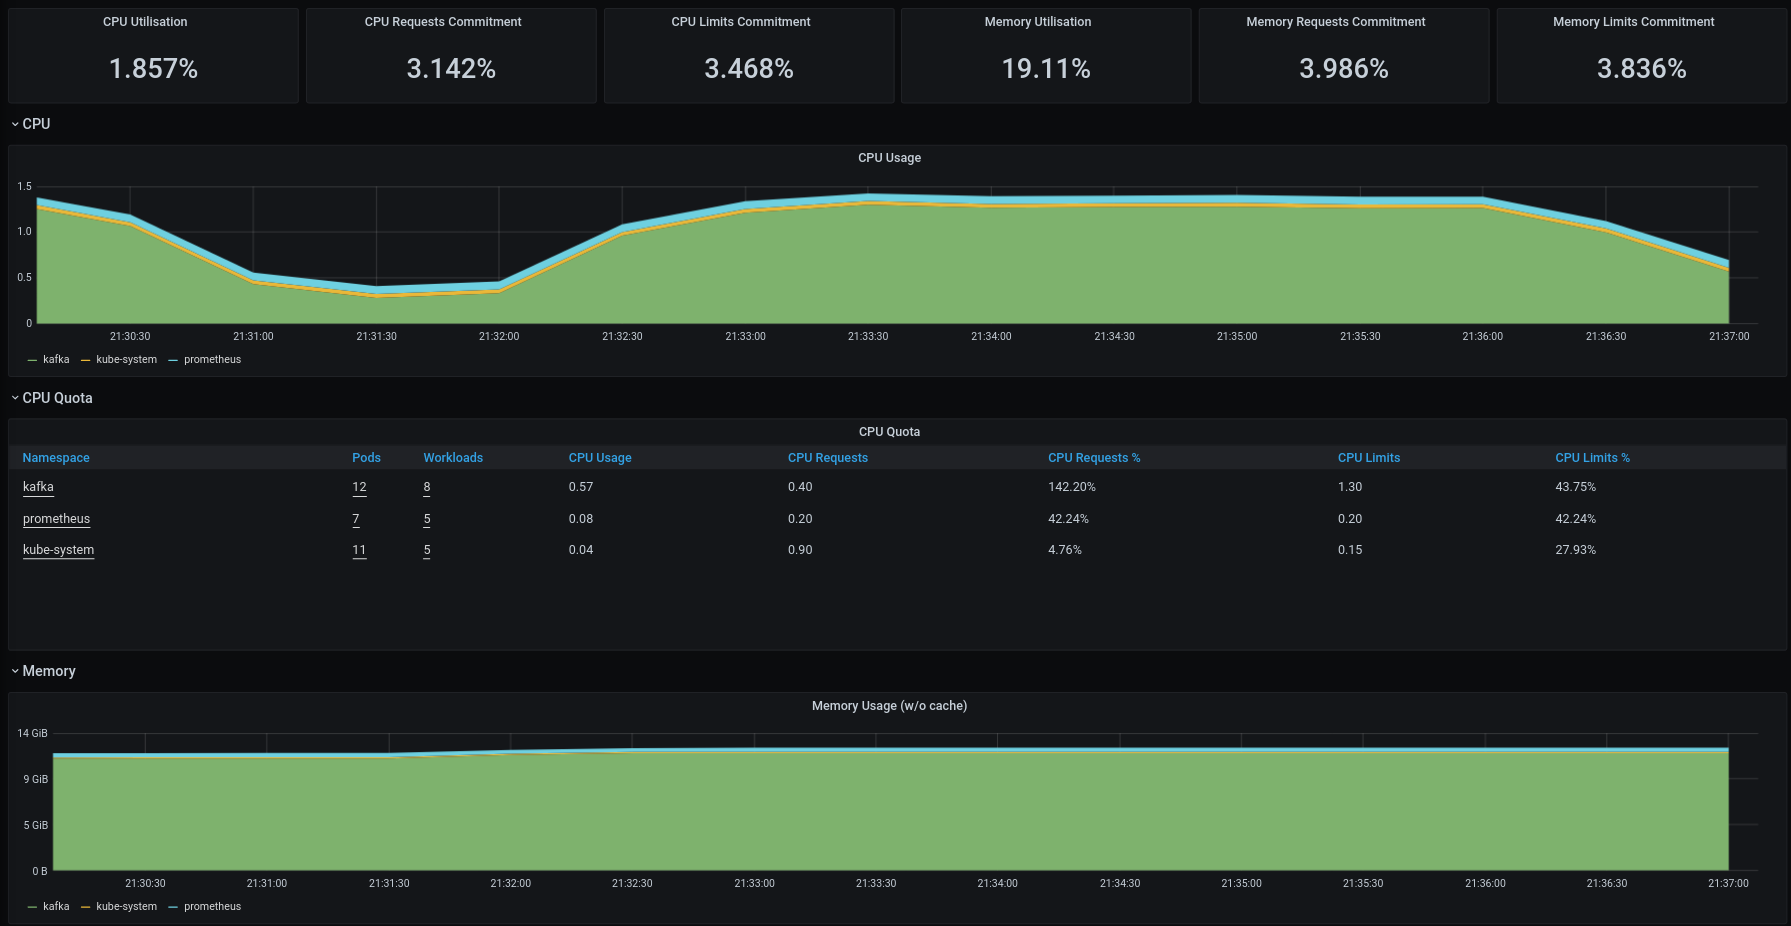 CPU Utilisation CPU Requests Commitment CPU Limits Commitment Memory Utilisation Memory Requests Commitment Memory Limits Commitment
1.857% 3.142% 3.468% 19.11% 3.986% 3.836%
CPU
CPU Usage
1.5
1.0
0.5
0
21:30:30 21:31:00 21:31:30 21:32:00 21:32:30 21:33:00 21:33:30 21:34:00 21:34:30 21:35:00 21:35:30 21:36:00 21:36:30 21:37:00
kafka kube-system prometheus
CPU Quota
CPU Quota
Namespace Pods Workloads CPU Usage CPU Requests CPU Requests % CPU Limits CPU Limits %
kafka 12 8 0.57 0.40 142.20% 1.30 43.75%
prometheus 7 5 0.08 0.20 42.24% 0.20 42.24%
kube-system 11 5 0.04 0.90 4.76% 0.15 27.93%
Memory
Memory Usage (w/o cache)
14 GiB
9 GiB
5 GiB
0 B
21:30:30 21:31:00 21:31:30 21:32:00 21:32:30 21:33:00 21:33:30 21:34:00 21:34:30 21:35:00 21:35:30 21:36:00 21:36:30 21:37:00
kafka kube-system prometheus